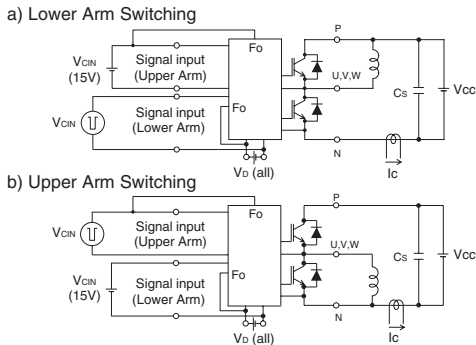 a) Lower Arm Switching
P
Fo
VCIN
(15V)
Signal input
(Upper Arm)
U,V,W
CS
Vcc
VCIN
Signal input
(Lower Arm)
Fo
N
VD (all)
Ic
b) Upper Arm Switching
P
Fo
VCIN
Signal input
(Upper Arm)
U,V,W
CS
Vcc
VCIN
(15V)
Signal input
(Lower Arm)
Fo
N
VD (all)
Ic